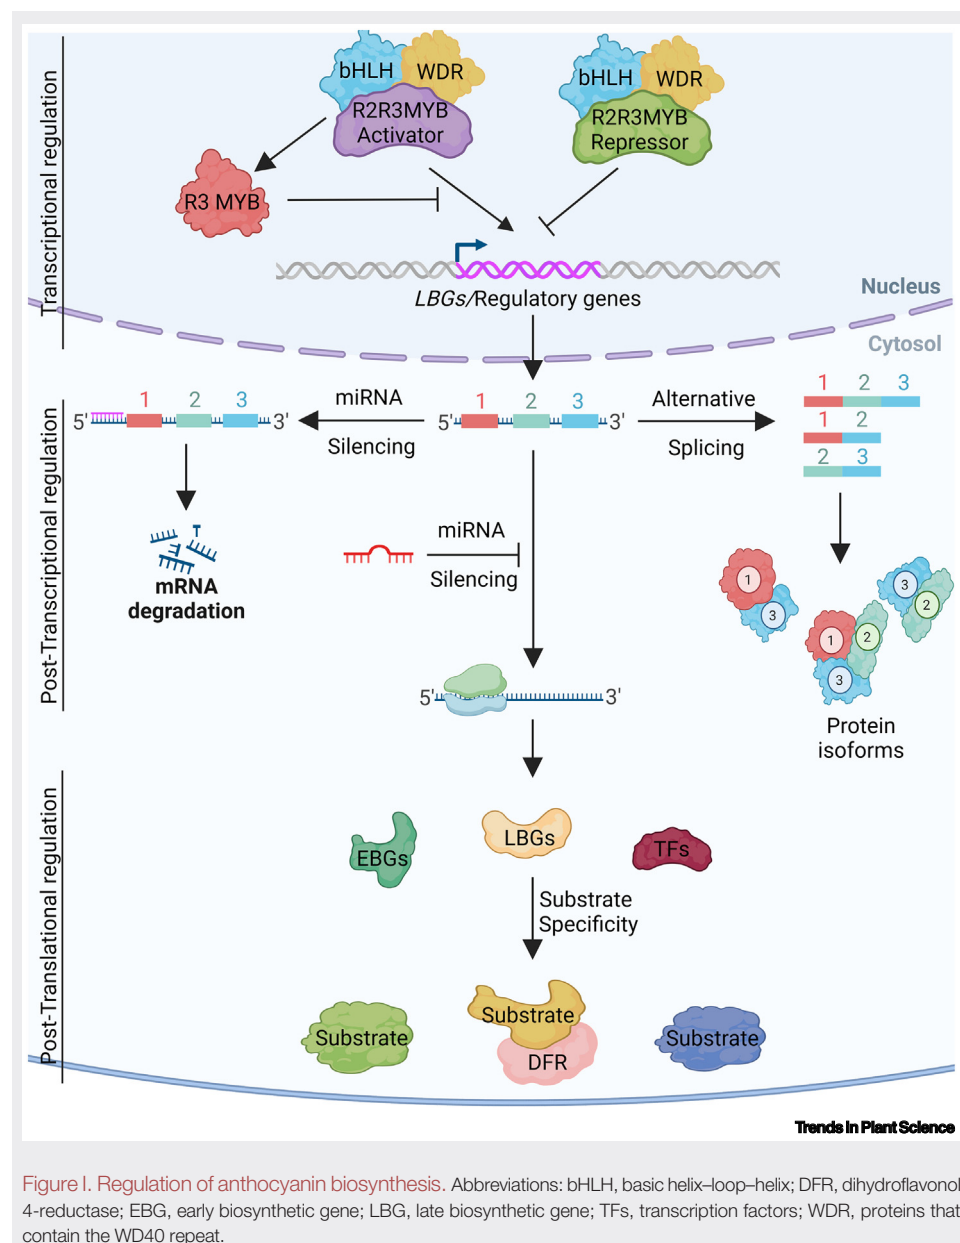 Transcriptional regulation
bHLH
WDR
R2R3MYB
Activator
bHLH
WDR
R2R3MYB
Repressor
R3 MYB
LBGs/Regulatory genes
Nucleus
Cytosol
Post-Transcriptional regulation
5'
1
2
3
3'
miRNA
Silencing
5'
1
2
3
3'
Alternative
Splicing
1
2
3
1
2
2
3
mRNA
degradation
miRNA
Silencing
1
3
1
2
3
3
2
Protein
isoforms
5'
3'
Post-Translational regulation
EBGs
LBGs
TFs
Substrate
Specificity
Substrate
Substrate
DFR
Substrate
Trends in Plant Science
Figure I. Regulation of anthocyanin biosynthesis. Abbreviations: bHLH, basic helix–loop–helix; DFR, dihydroflavonol
4-reductase; EBG, early biosynthetic gene; LBG, late biosynthetic gene; TFs, transcription factors; WDR, proteins that
contain the WD40 repeat.